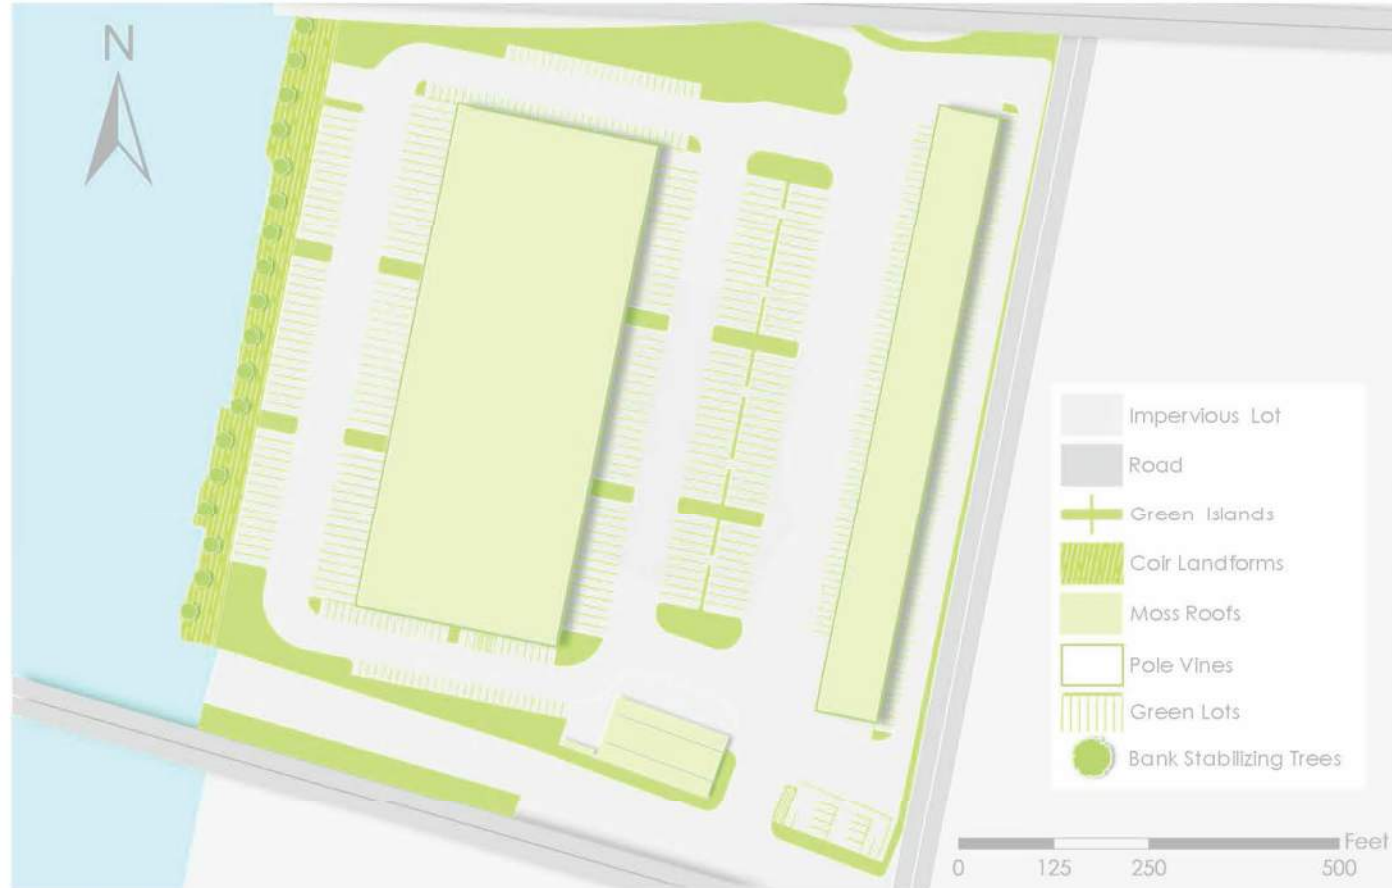 N
Impervious Lot
Road
Green Islands
Coir Landforms
Moss Roofs
Pole Vines
Green Lots
Bank Stabilizing Trees
Feet
0 125 250 500